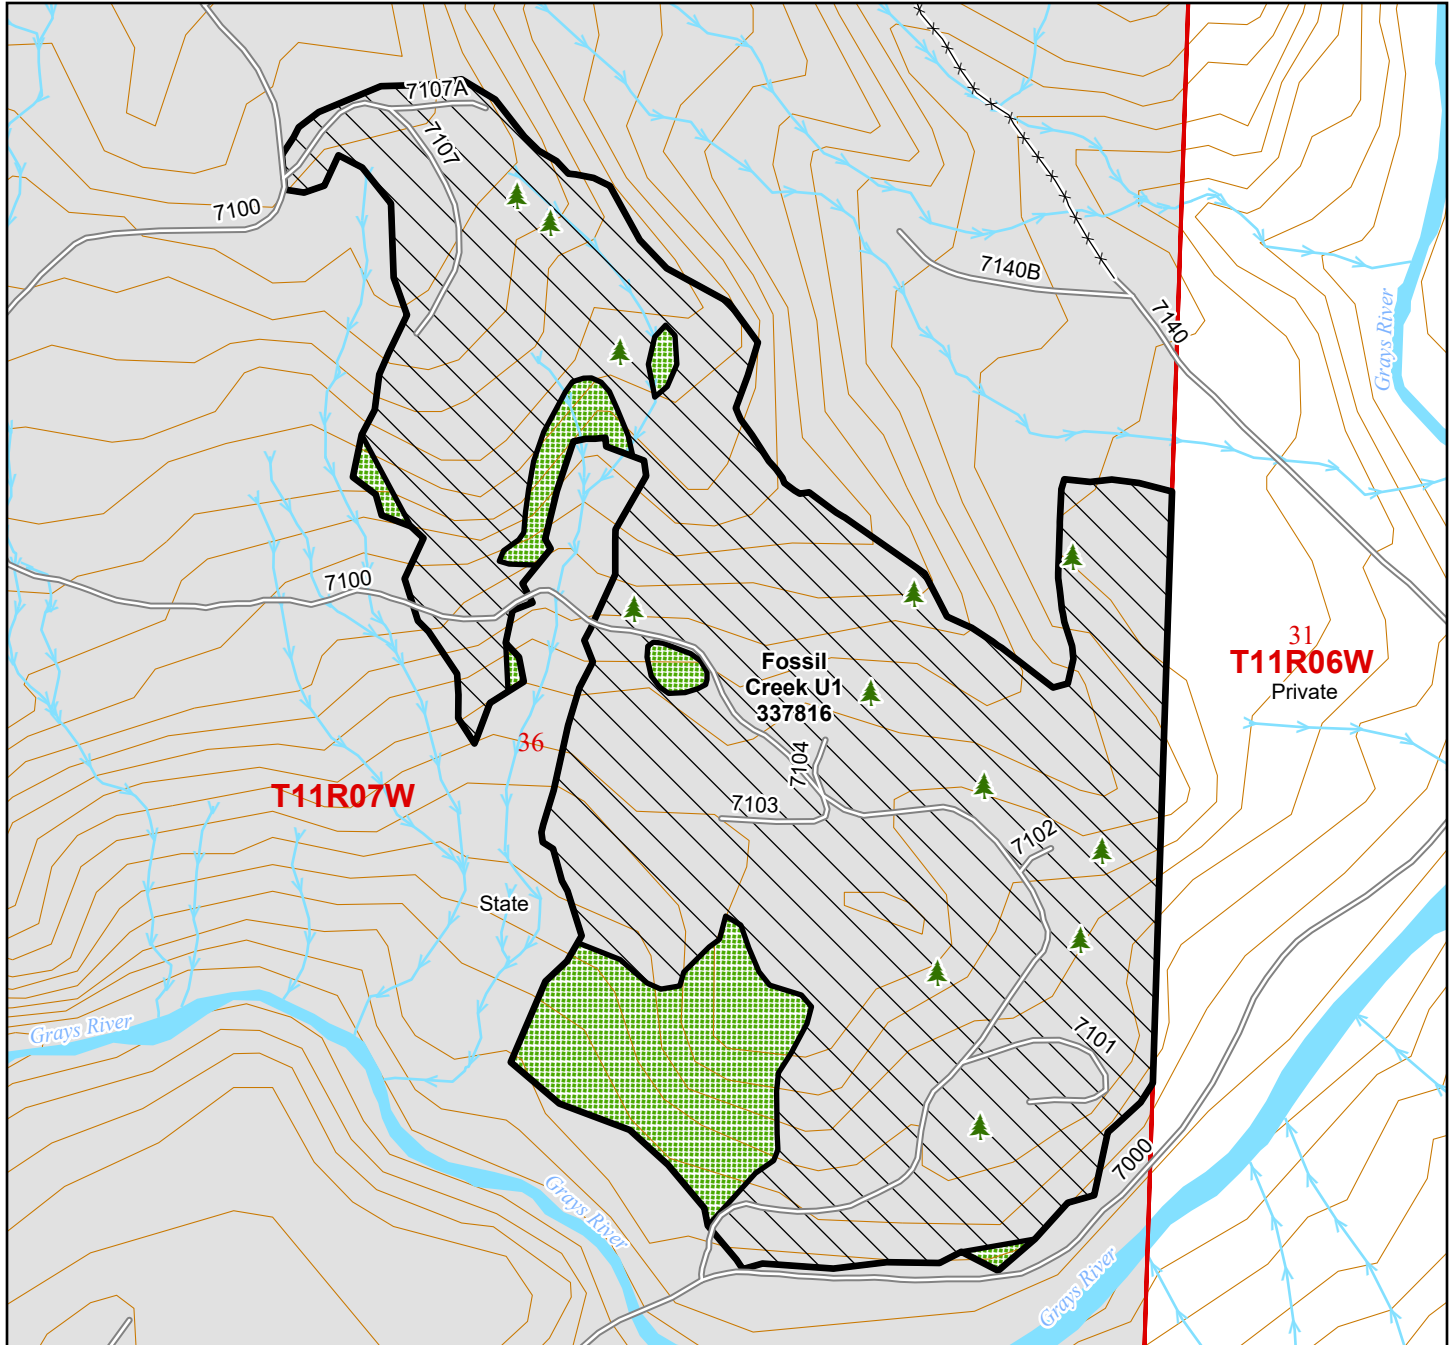 7107A
7107
7100
7140B
7140
Grays River
7100
31
T11R06W
Private
Fossil
Creek U1
337816
36
7104
T11R07W
7103
7102
State
Grays River
7101
7000
Grays River
Grays River